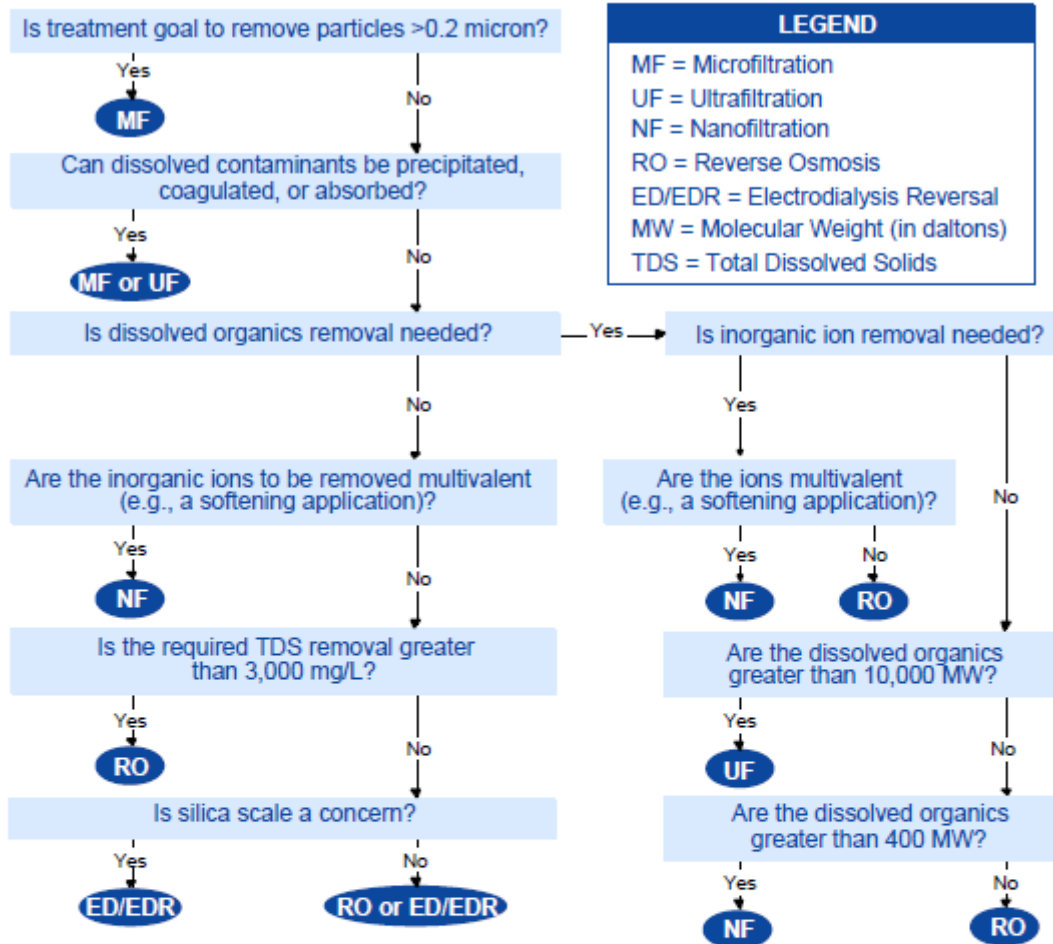 Is treatment goal to remove particles >0.2 micron?
Yes
No
MF
Can dissolved contaminants be precipitated,
coagulated, or absorbed?
Yes
No
MF or UF
Is dissolved organics removal needed?
Yes
No
Are the inorganic ions to be removed multivalent
(e.g., a softening application)?
Yes
No
NF
Is the required TDS removal greater
than 3,000 mg/L?
Yes
No
RO
Is silica scale a concern?
Yes
No
ED/EDR
RO or ED/EDR
LEGEND
MF = Microfiltration
UF = Ultrafiltration
NF = Nanofiltration
RO = Reverse Osmosis
ED/EDR = Electrodialysis Reversal
MW = Molecular Weight (in daltons)
TDS = Total Dissolved Solids
Is inorganic ion removal needed?
Yes
No
Are the ions multivalent
(e.g., a softening application)?
Yes
No
NF
RO
Are the dissolved organics
greater than 10,000 MW?
Yes
No
UF
Are the dissolved organics
greater than 400 MW?
Yes
No
NF
RO